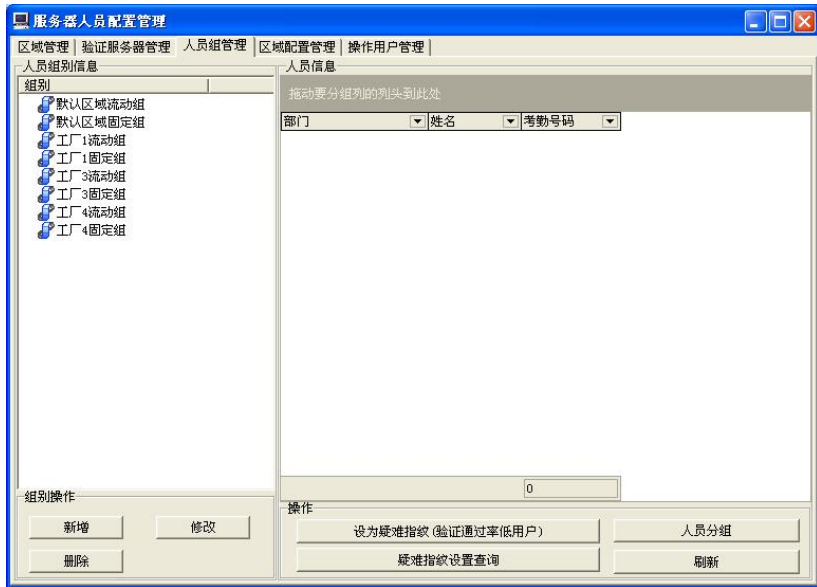 服务器人员配置管理
区域管理 验证服务器管理 人员组管理 区域配置管理 操作用户管理
人员组别信息
组别
默认区域流动组
默认区域固定组
工厂1流动组
工厂1固定组
工厂3流动组
工厂3固定组
工厂4流动组
工厂4固定组
组别操作
新增 修改
删除
人员信息
拖动要分组列的列头到此处
部门 姓名 考勤号码
0
操作
设为疑难指纹(验证通过率低用户) 人员分组
疑难指纹设置查询 刷新